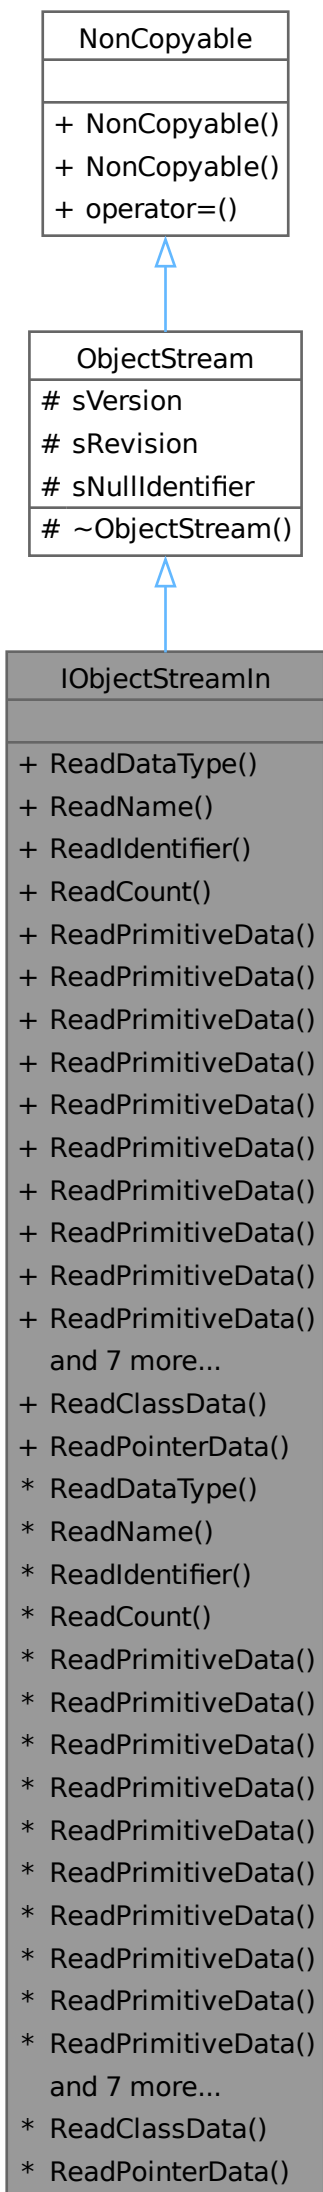 NonCopyable
+ NonCopyable()
+ NonCopyable()
+ operator=()
ObjectStream
# sVersion
# sRevision
# sNullIdentifier
# ~ObjectStream()
IObjectStreamIn
+ ReadDataType()
+ ReadName()
+ ReadIdentifier()
+ ReadCount()
+ ReadPrimitiveData()
+ ReadPrimitiveData()
+ ReadPrimitiveData()
+ ReadPrimitiveData()
+ ReadPrimitiveData()
+ ReadPrimitiveData()
+ ReadPrimitiveData()
+ ReadPrimitiveData()
+ ReadPrimitiveData()
+ ReadPrimitiveData()
and 7 more...
+ ReadClassData()
+ ReadPointerData()
* ReadDataType()
* ReadName()
* ReadIdentifier()
* ReadCount()
* ReadPrimitiveData()
* ReadPrimitiveData()
* ReadPrimitiveData()
* ReadPrimitiveData()
* ReadPrimitiveData()
* ReadPrimitiveData()
* ReadPrimitiveData()
* ReadPrimitiveData()
* ReadPrimitiveData()
* ReadPrimitiveData()
and 7 more...
* ReadClassData()
* ReadPointerData()